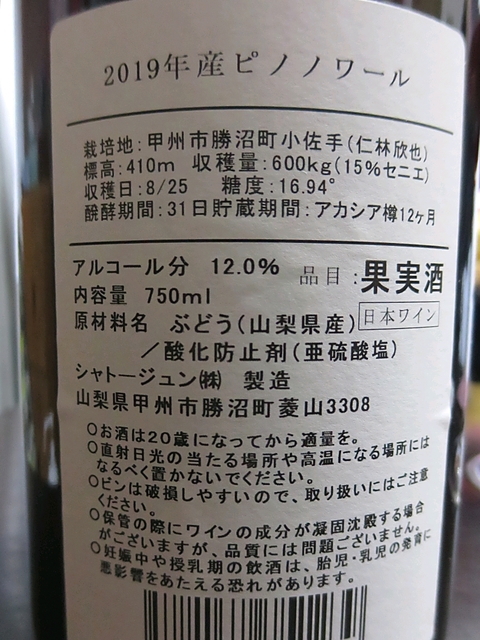 2019年産ピノノワール
栽培地:甲州市勝沼町小佐手(仁林欣也)
標高:410m 収穫量:600kg(15%セニエ)
収穫日:8/25 糖度:16.94°
醗酵期間:31日貯蔵期間:アカシア樽12ヶ月
アルコール分 12.0% 品目:果実酒
内容量 750ml
原材料名 ぶどう(山梨県産) 日本ワイン
/酸化防止剤(亜硫酸塩)
シャトージュン㈱ 製造
山梨県甲州市勝沼町菱山3308
○お酒は20歳になってから適量を。
○直射日光の当たる場所や高温になる場所には
なるべく置かないでください。
○ビンは破損しやすいので、取り扱いにはご注意
ください。
○保管の際にワインの成分が凝固沈殿する場合
がございますが、品質には問題ございません。
○妊娠中や授乳期の飲酒は、胎児・乳児の発育に
悪影響をあたえる恐れがあります。